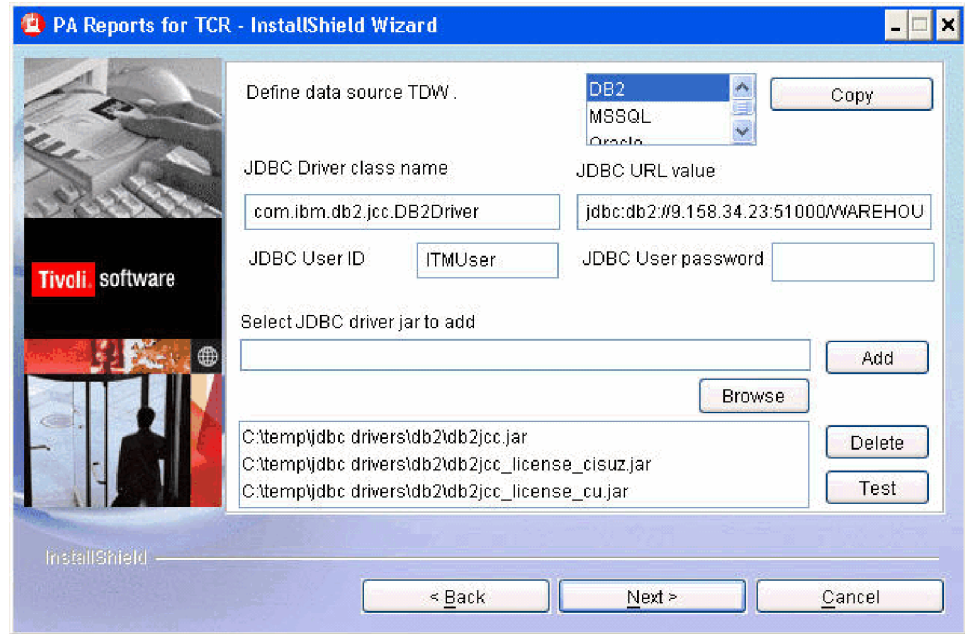 PA Reports for TCR - InstallShield Wizard
Define data source TDW .
DB2
MSSQL
Oracle
Copy
JDBC Driver class name
JDBC URL value
com.ibm.db2.jcc.DB2Driver
jdbc:db2://9.158.34.23:51000/WAREHOU
JDBC User ID
ITMUser
JDBC User password
Tivoli. software
Select JDBC driver jar to add
Add
Browse
C:\temp\jdbc drivers\db2\db2jcc.jar
C:\temp\jdbc drivers\db2\db2jcc_license_cisuz.jar
C:\temp\jdbc drivers\db2\db2jcc_license_cu.jar
Delete
Test
InstallShield
< Back
Next >
Cancel